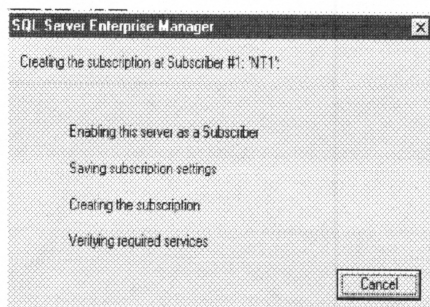 SQL Server Enterprise Manager
Creating the subscription at Subscriber #1: 'NT1':
Enabling this server as a Subscriber
Saving subscription settings
Creating the subscription
Verifying required services
Cancel